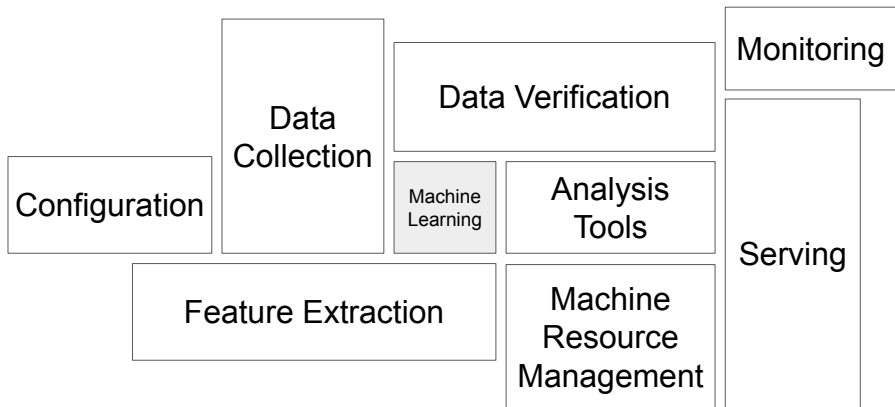 Monitoring
Data Verification
Data
Collection
Configuration
Machine
Learning
Analysis
Tools
Serving
Feature Extraction
Machine
Resource
Management